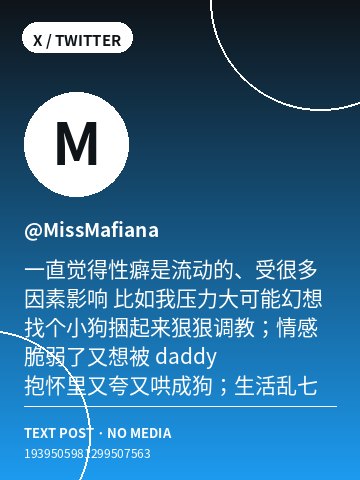 X / TWITTER
M
@MissMafiana
一直觉得性癖是流动的、受很多
因素影响 比如我压力大可能幻想
找个小狗捆起来狠狠调教；情感
脆弱了又想被 daddy
抱怀里又夸又哄成狗；生活乱七
TEXT POST · NO MEDIA
1939505981299507563